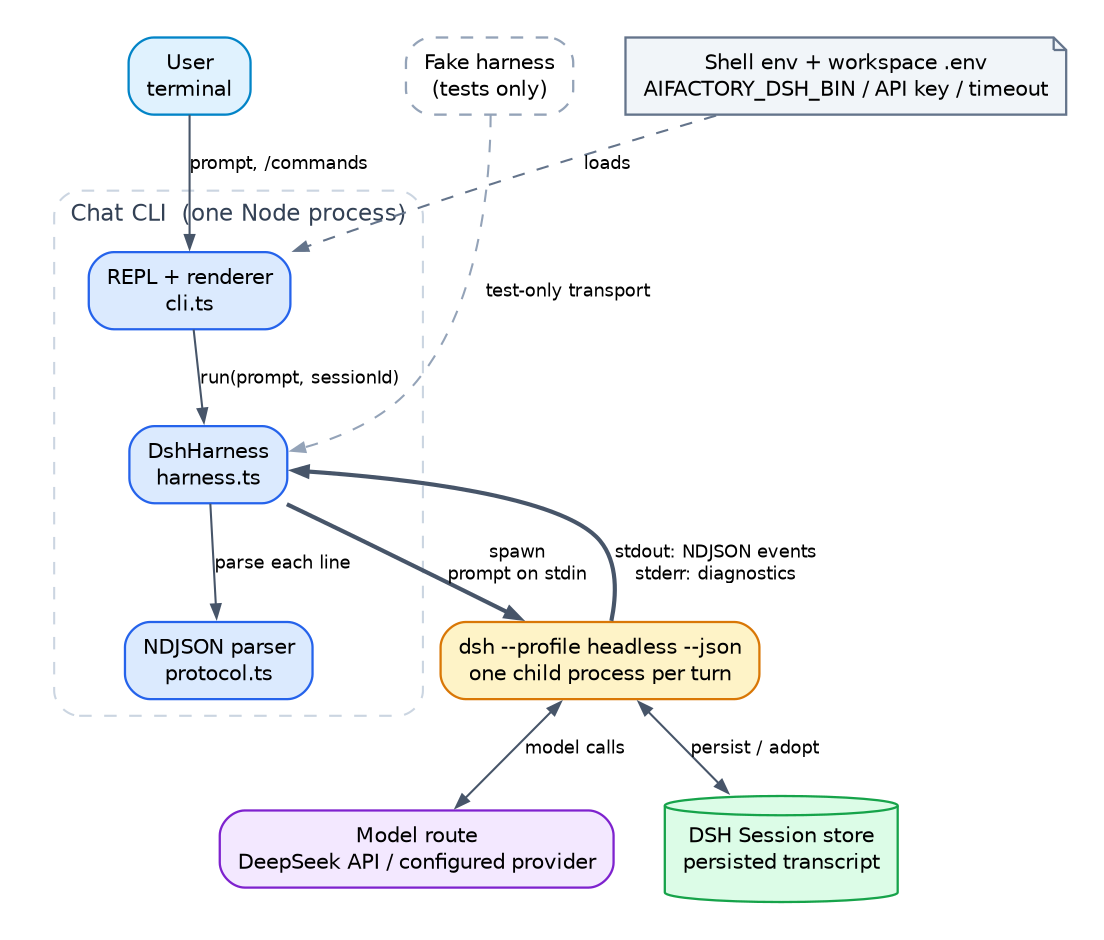 User
terminal
Fake harness
(tests only)
Shell env + workspace .env
AIFACTORY_DSH_BIN / API key / timeout
prompt, /commands
loads
Chat CLI  (one Node process)
REPL + renderer
cli.ts
test-only transport
run(prompt, sessionId)
DshHarness
harness.ts
parse each line
spawn
prompt on stdin
stdout: NDJSON events
stderr: diagnostics
NDJSON parser
protocol.ts
dsh --profile headless --json
one child process per turn
model calls
persist / adopt
Model route
DeepSeek API / configured provider
DSH Session store
persisted transcript